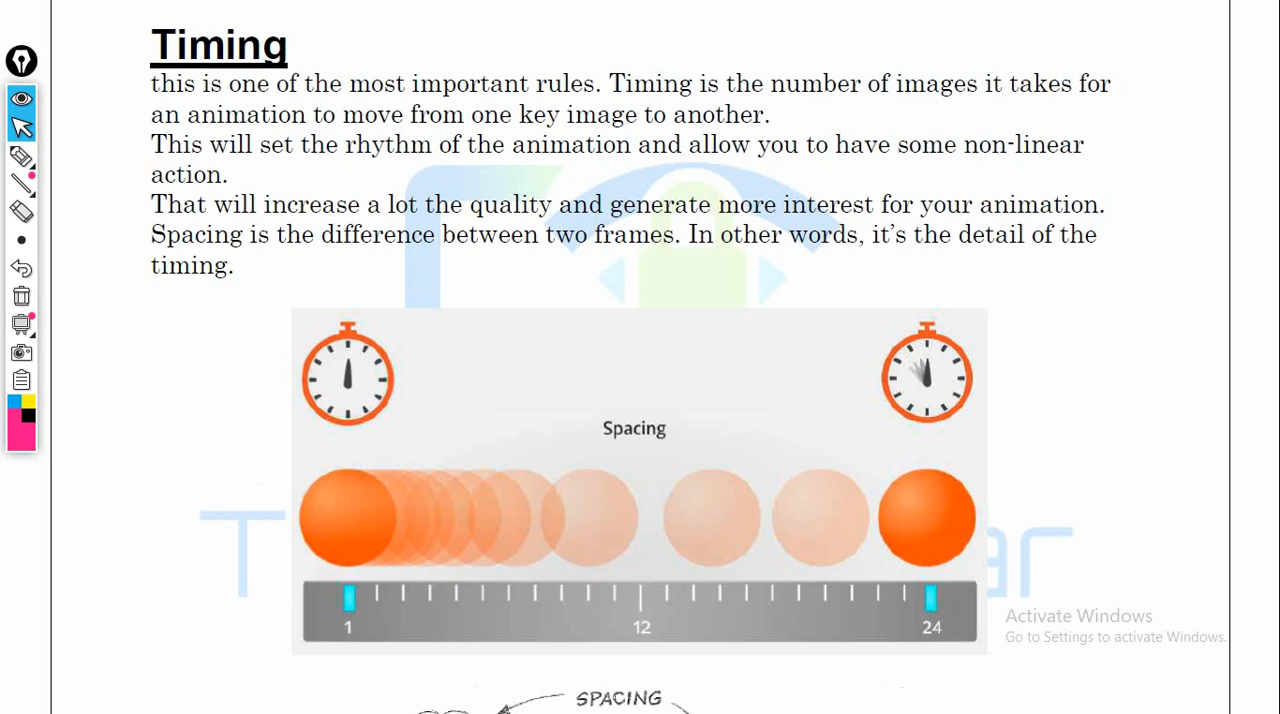 Timing
this is one of the most important rules. Timing is the number of images it takes for
an animation to move from one key image to another.
This will set the rhythm of the animation and allow you to have some non-linear
action.
That will increase a lot the quality and generate more interest for your animation.
Spacing is the difference between two frames. In other words, it's the detail of the
timing.
Spacing
1 12 24
Activate Windows
Go to Settings to activate Windows.
SPACING